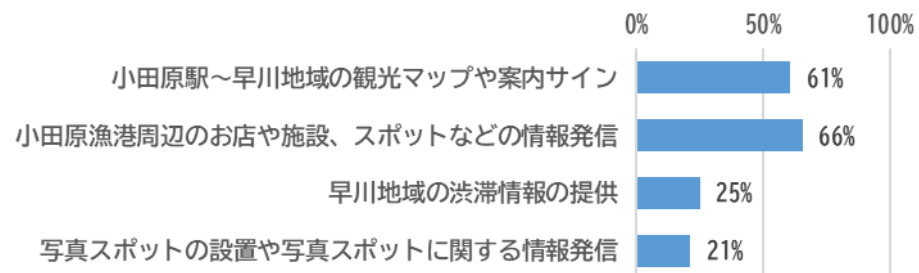 0% 50% 100%
小田原駅～早川地域の観光マップや案内サイン 61%
小田原漁港周辺のお店や施設、スポットなどの情報発信 66%
早川地域の渋滞情報の提供 25%
写真スポットの設置や写真スポットに関する情報発信 21%